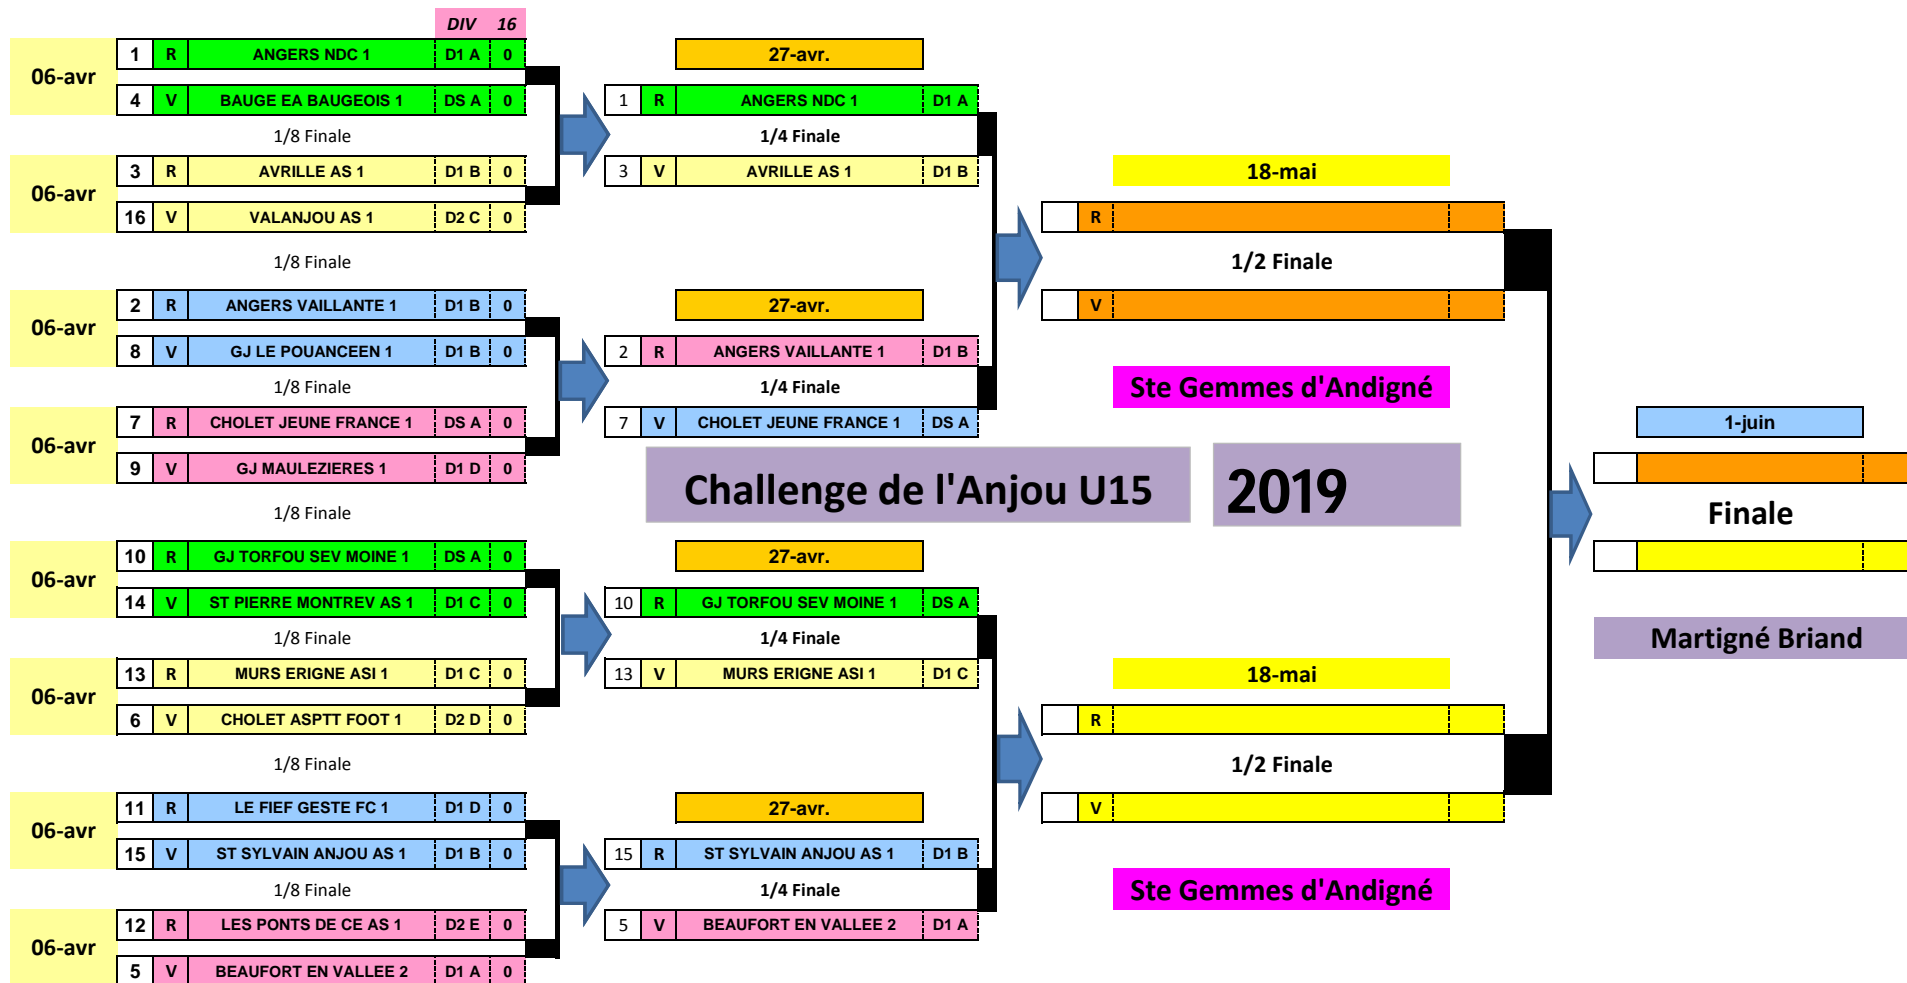 DIV 16
06-avr
1 R ANGERS NDC 1 D1 A 0
4 V BAUGE EA BAUGEOIS 1 DS A 0
1/8 Finale
06-avr
3 R AVRILLE AS 1 D1 B 0
16 V VALANJOU AS 1 D2 C 0
1/8 Finale
06-avr
2 R ANGERS VAILLANTE 1 D1 B 0
8 V GJ LE POUANCEEN 1 D1 B 0
1/8 Finale
06-avr
7 R CHOLET JEUNE FRANCE 1 DS A 0
9 V GJ MAULEZIERES 1 D1 D 0
1/8 Finale
06-avr
10 R GJ TORFOU SEV MOINE 1 DS A 0
14 V ST PIERRE MONTREV AS 1 D1 C 0
1/8 Finale
06-avr
13 R MURS ERIGNE ASI 1 D1 C 0
6 V CHOLET ASPTT FOOT 1 D2 D 0
1/8 Finale
06-avr
11 R LE FIEF GESTE FC 1 D1 D 0
15 V ST SYLVAIN ANJOU AS 1 D1 B 0
1/8 Finale
06-avr
12 R LES PONTS DE CE AS 1 D2 E 0
5 V BEAUFORT EN VALLEE 2 D1 A 0
27-avr.
1 R ANGERS NDC 1 D1 A
1/4 Finale
3 V AVRILLE AS 1 D1 B
27-avr.
2 R ANGERS VAILLANTE 1 D1 B
1/4 Finale
7 V CHOLET JEUNE FRANCE 1 DS A
Challenge de l'Anjou U15 2019
27-avr.
10 R GJ TORFOU SEV MOINE 1 DS A
1/4 Finale
13 V MURS ERIGNE ASI 1 D1 C
27-avr.
15 R ST SYLVAIN ANJOU AS 1 D1 B
1/4 Finale
5 V BEAUFORT EN VALLEE 2 D1 A
18-mai
R
1/2 Finale
V
Ste Gemmes d'Andigné
18-mai
R
1/2 Finale
V
Ste Gemmes d'Andigné
1-juin
Finale
Martigné Briand